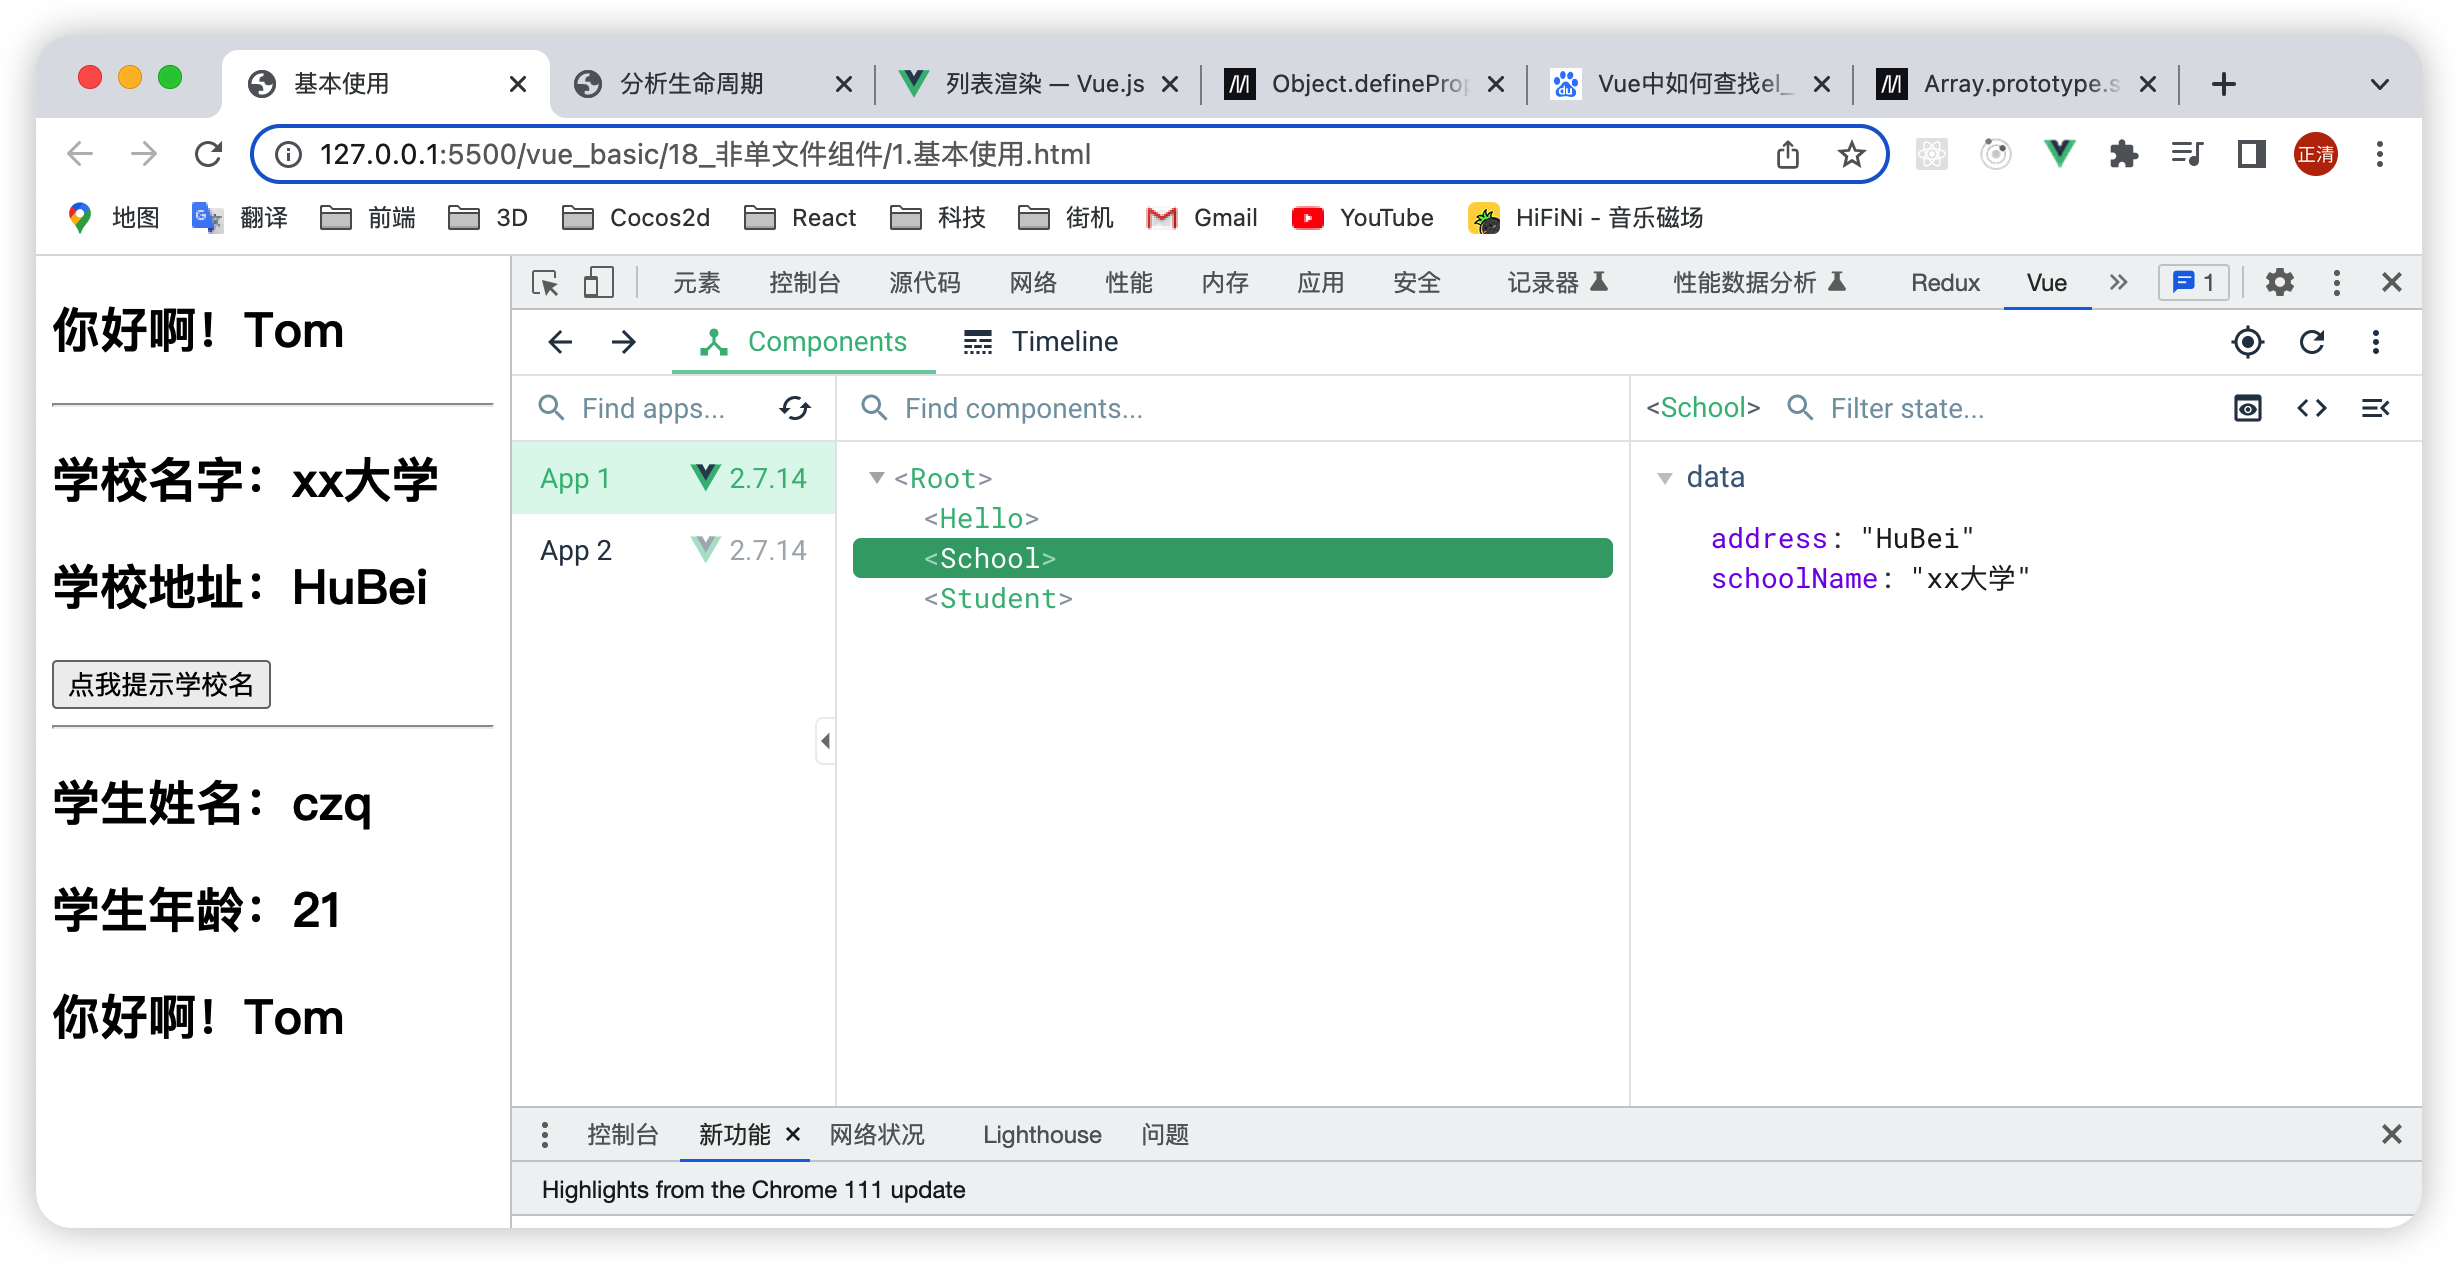 基本使用
分析生命周期
列表渲染 — Vue.js
Object.defineProp
Vue中如何查找el_
Array.prototype.s
127.0.0.1:5500/vue_basic/18_非单文件组件/1.基本使用.html
正清
地图 翻译 前端 3D Cocos2d React 科技 街机 Gmail YouTube HiFiNi - 音乐磁场
你好啊！Tom
学校名字：xx大学
学校地址：HuBei
点我提示学校名
学生姓名：czq
学生年龄：21
你好啊！Tom
元素 控制台 源代码 网络 性能 内存 应用 安全 记录器 性能数据分析 Redux Vue 1
Components Timeline
Find apps...
Find components...
<School> Filter state...
App 1 2.7.14
App 2 2.7.14
<Root>
<Hello>
<School>
<Student>
data
address: "HuBei"
schoolName: "xx大学"
控制台 新功能 网络状况 Lighthouse 问题
Highlights from the Chrome 111 update